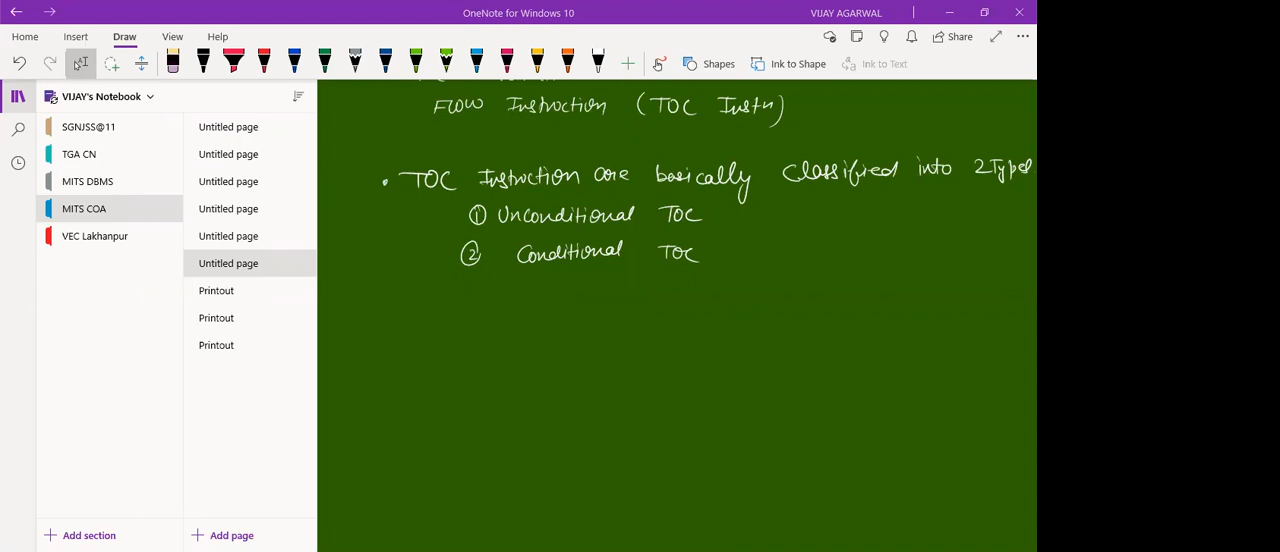 OneNote for Windows 10
VIJAY AGARWAL
Home Insert Draw View Help
Share
Shapes
Ink to Shape
Ink to Text
VIJAY's Notebook
SGNJSS@11
TGA CN
MITS DBMS
MITS COA
VEC Lakhanpur
Add section
Untitled page
Untitled page
Untitled page
Untitled page
Untitled page
Untitled page
Printout
Printout
Printout
Add page
FLOW Instruction (TOC Instn)
• TOC Instruction are basically classified into 2 Types
① Unconditional TOC
② Conditional TOC